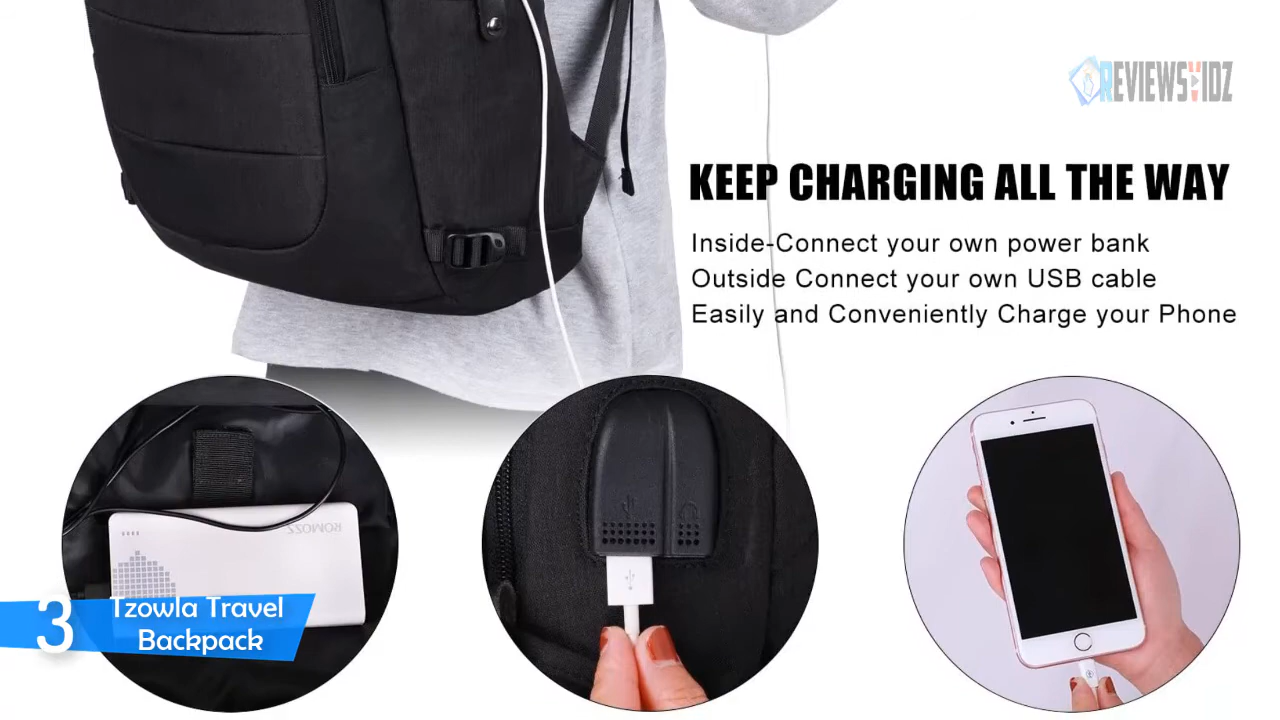 REVIEWSVIDZ
KEEP CHARGING ALL THE WAY
Inside-Connect your own power bank
Outside Connect your own USB cable
Easily and Conveniently Charge your Phone
ROMOSS
3
Tzowla Travel
Backpack